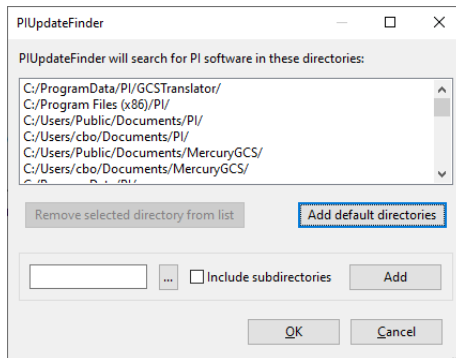 PIUpdateFinder
PIUpdateFinder will search for PI software in these directories:
C:/ProgramData/PI/GCSTranslator/
C:/Program Files (x86)/PI/
C:/Users/Public/Documents/PI/
C:/Users/cbo/Documents/PI/
C:/Users/Public/Documents/MercuryGCS/
C:/Users/cbo/Documents/MercuryGCS/
Remove selected directory from list
Add default directories
...
Include subdirectories
Add
OK
Cancel